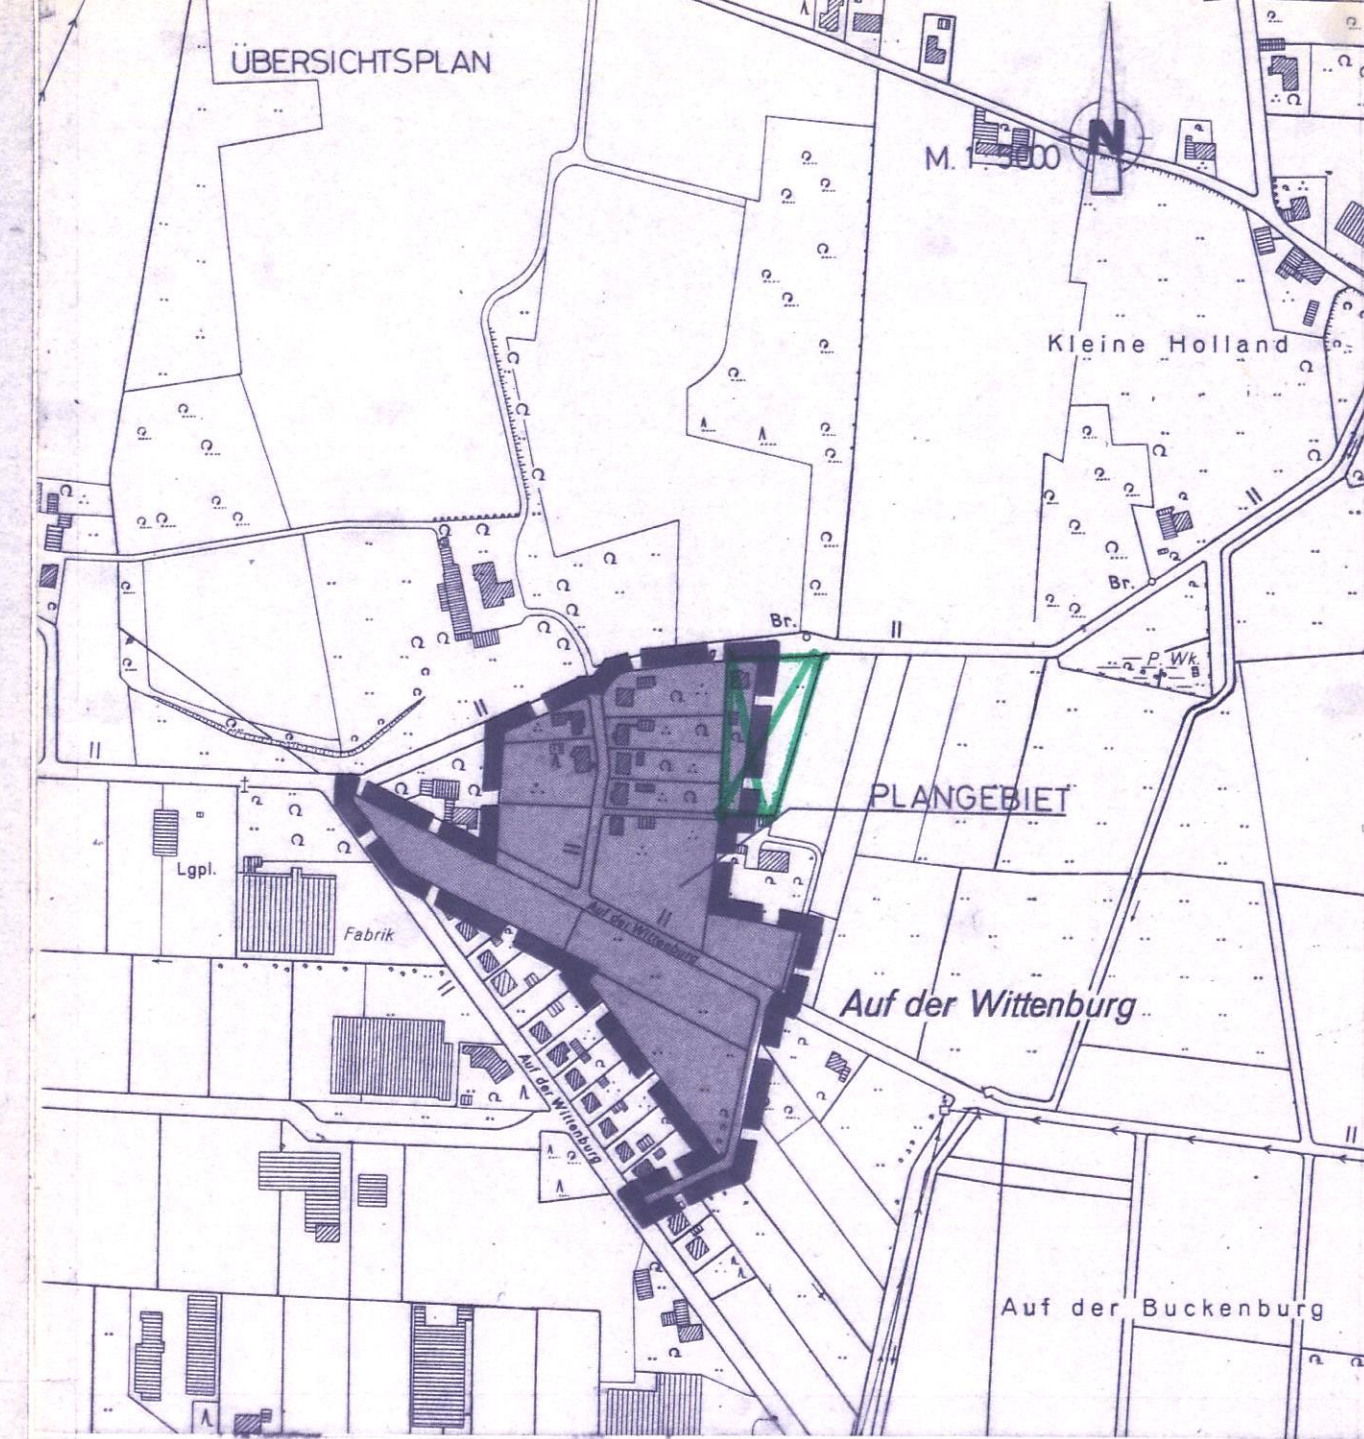 ÜBERSICHTSPLAN
N
M. 1 : 5000
Kleine Holland
Br.
Br.
P. Wk.
PLANGEBIET
Lgpl.
Fabrik
Auf der Wittenburg
Auf der Wittenburg
Auf der Wittenburg
Auf der Buckenburg